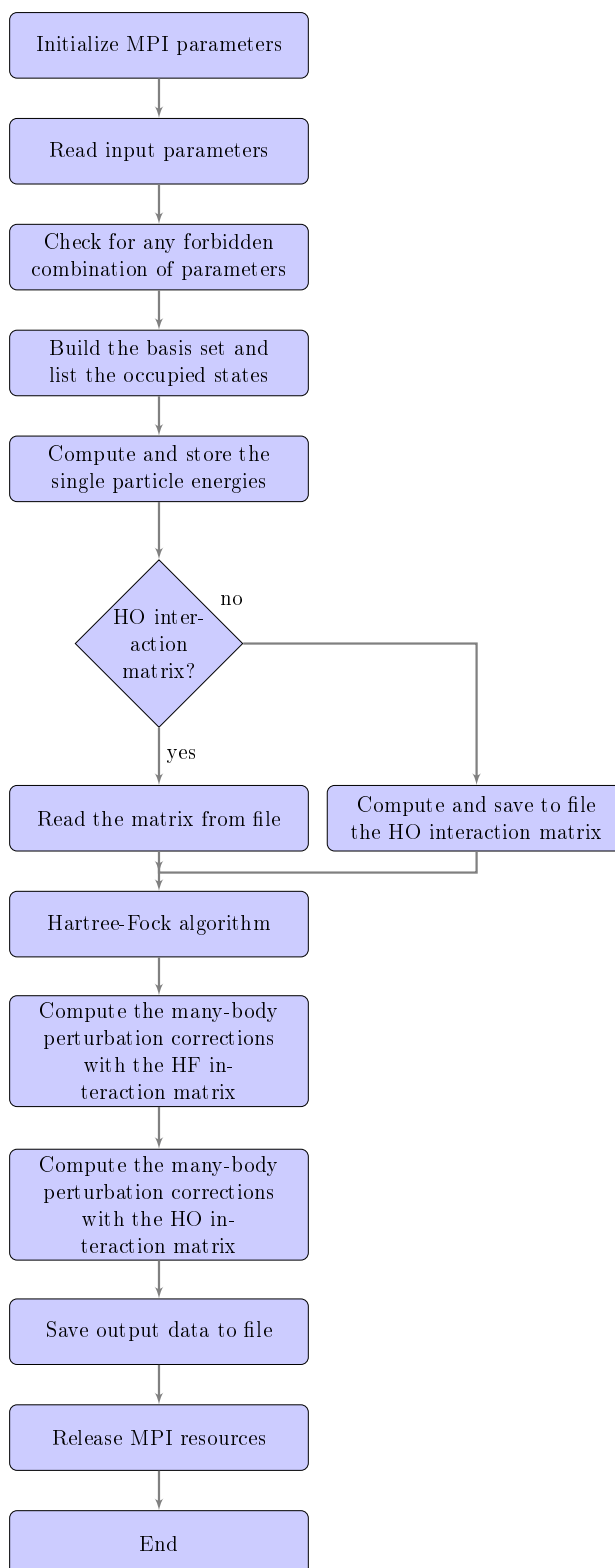 Initialize MPI parameters
Read input parameters
Check for any forbidden
combination of parameters
Build the basis set and
list the occupied states
Compute and store the
single particle energies
no
HO inter-
action
matrix?
yes
Read the matrix from file
Compute and save to file
the HO interaction matrix
Hartree-Fock algorithm
Compute the many-body
perturbation corrections
with the HF in-
teraction matrix
Compute the many-body
perturbation corrections
with the HO in-
teraction matrix
Save output data to file
Release MPI resources
End